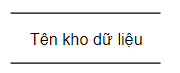 Tên kho dữ liệu